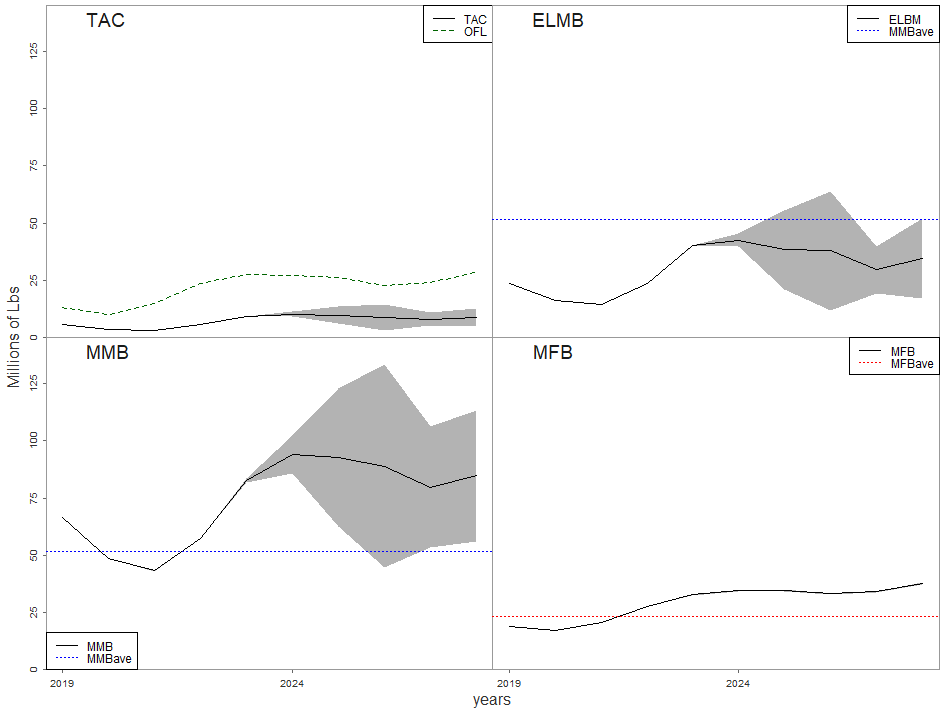 TAC
TAC
OFL
ELMB
ELBM
MMBave
125
100
75
50
25
0
Millions of Lbs
MMB
MFB
MFB
MFBave
125
100
75
50
25
0
MMB
MMBave
2019
2024
2019
2024
years